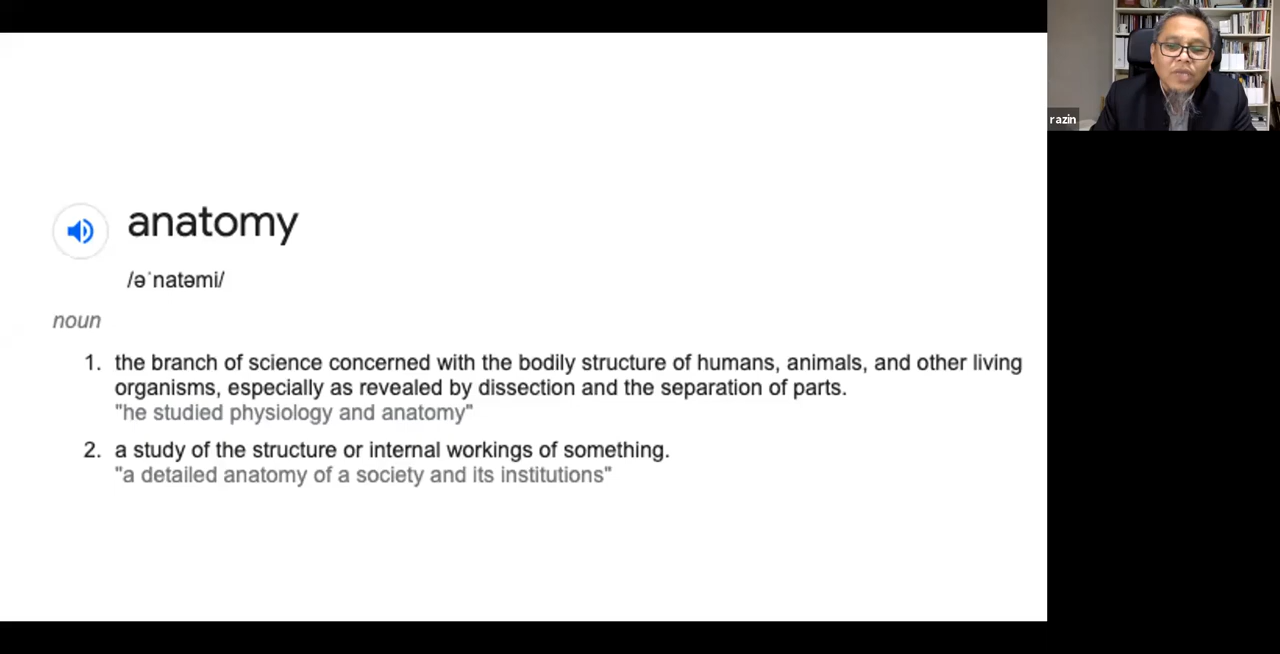 anatomy
/əˈnatəmi/
noun
1. the branch of science concerned with the bodily structure of humans, animals, and other living
organisms, especially as revealed by dissection and the separation of parts.
"he studied physiology and anatomy"
2. a study of the structure or internal workings of something.
"a detailed anatomy of a society and its institutions"
razin